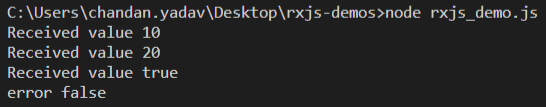 C:\Users\chandan.yadav\Desktop\rxjs-demos>node rxjs_demo.js
Received value 10
Received value 20
Received value true
error false